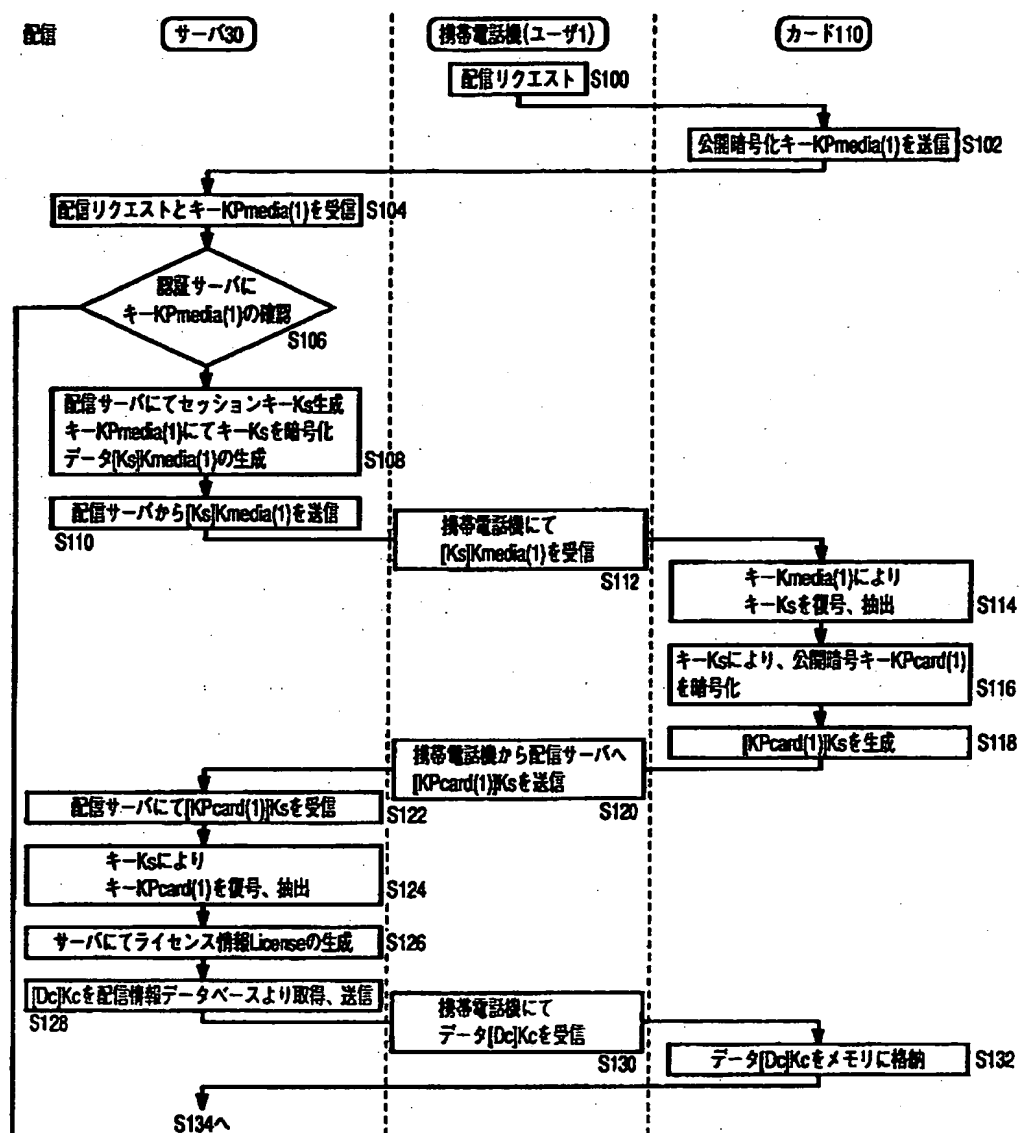 配信
サーバ30
携帯電話機(ユーザ1)
カード110
配信リクエスト
S100
公開暗号化キーKPmedia(1)を送信
S102
配信リクエストとキーKPmedia(1)を受信
S104
認証サーバに
キーKPmedia(1)の確認
S106
配信サーバにてセッションキーKs生成
キーKPmedia(1)にてキーKsを暗号化
データ[Ks]Kmedia(1)の生成
S108
配信サーバから[Ks]Kmedia(1)を送信
S110
携帯電話機にて
[Ks]Kmedia(1)を受信
S112
キーKmedia(1)により
キーKsを復号、抽出
S114
キーKsにより、公開暗号キーKPcard(1)
を暗号化
S116
[KPcard(1)]Ksを生成
S118
携帯電話機から配信サーバへ
[KPcard(1)]Ksを送信
S120
配信サーバにて[KPcard(1)]Ksを受信
S122
キーKsにより
キーKPcard(1)を復号、抽出
S124
サーバにてライセンス情報Licenseの生成
S126
[Dc]Kcを配信情報データベースより取得、送信
S128
携帯電話機にて
データ[Dc]Kcを受信
S130
データ[Dc]Kcをメモリに格納
S132
S134へ